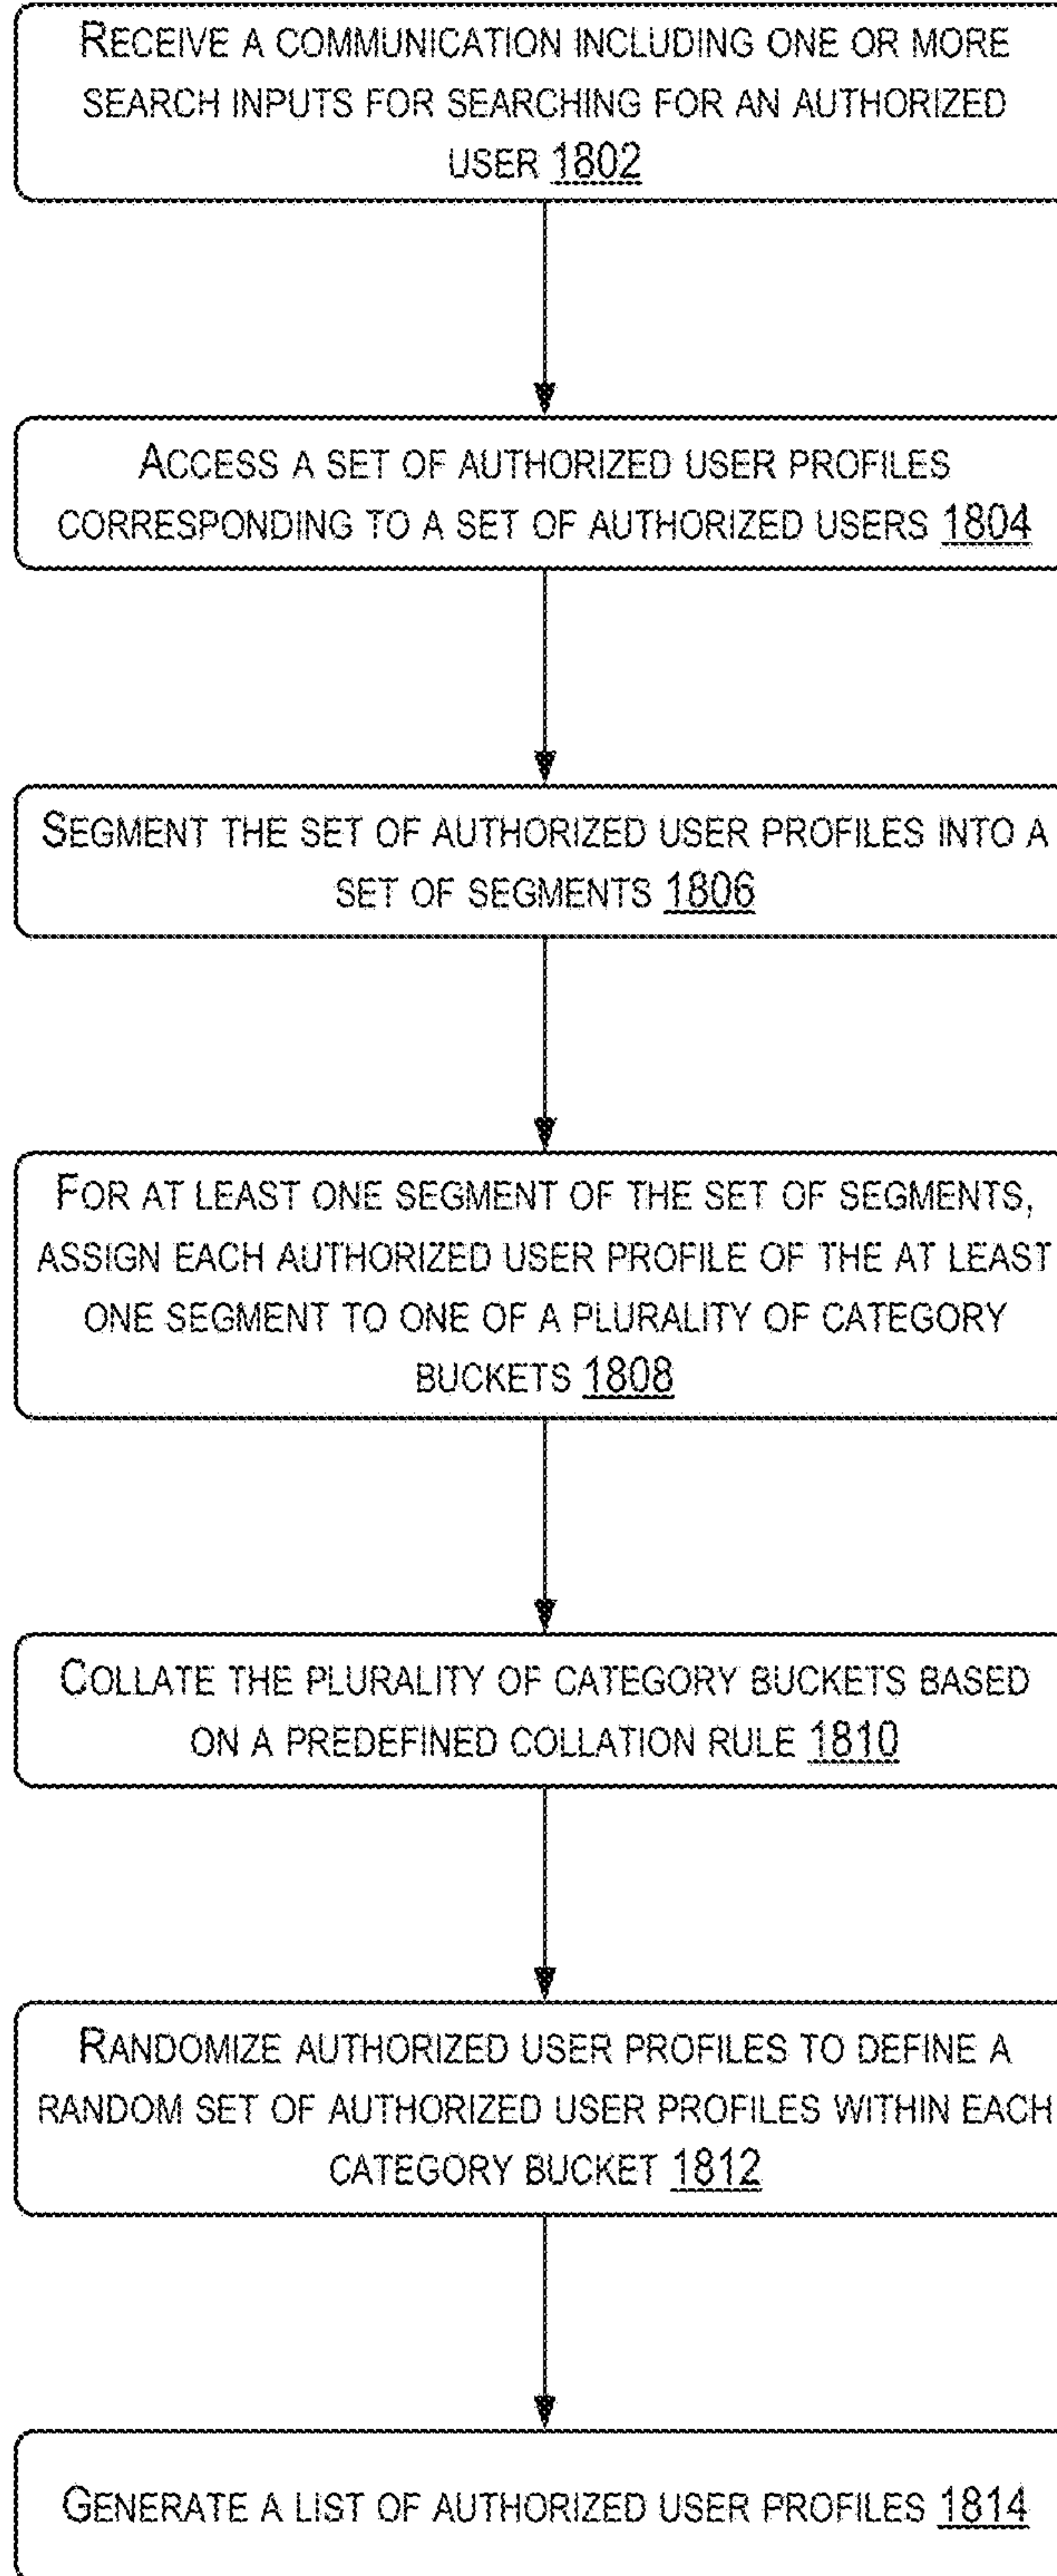 RECEIVE A COMMUNICATION INCLUDING ONE OR MORE
SEARCH INPUTS FOR SEARCHING FOR AN AUTHORIZED
USER 1802
ACCESS A SET OF AUTHORIZED USER PROFILES
CORRESPONDING TO A SET OF AUTHORIZED USERS 1804
SEGMENT THE SET OF AUTHORIZED USER PROFILES INTO A
SET OF SEGMENTS 1806
FOR AT LEAST ONE SEGMENT OF THE SET OF SEGMENTS,
ASSIGN EACH AUTHORIZED USER PROFILE OF THE AT LEAST
ONE SEGMENT TO ONE OF A PLURALITY OF CATEGORY
BUCKETS 1808
COLLATE THE PLURALITY OF CATEGORY BUCKETS BASED
ON A PREDEFINED COLLATION RULE 1810
RANDOMIZE AUTHORIZED USER PROFILES TO DEFINE A
RANDOM SET OF AUTHORIZED USER PROFILES WITHIN EACH
CATEGORY BUCKET 1812
GENERATE A LIST OF AUTHORIZED USER PROFILES 1814